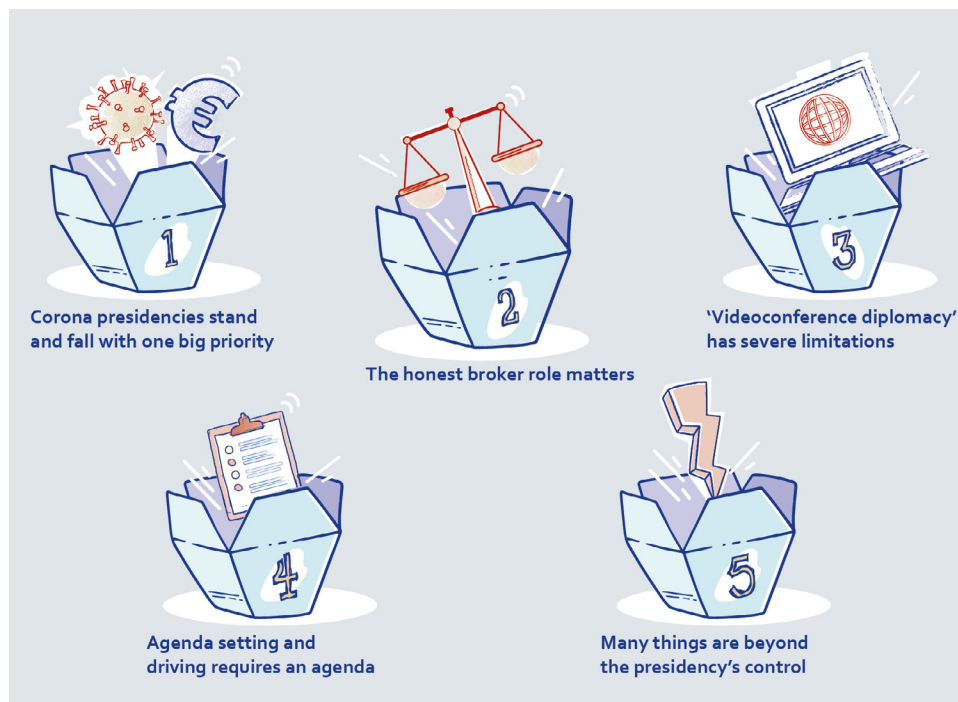 1
Corona presidencies stand
and fall with one big priority
2
The honest broker role matters
3
‘Videoconference diplomacy’
has severe limitations
4
Agenda setting and
driving requires an agenda
5
Many things are beyond
the presidency’s control